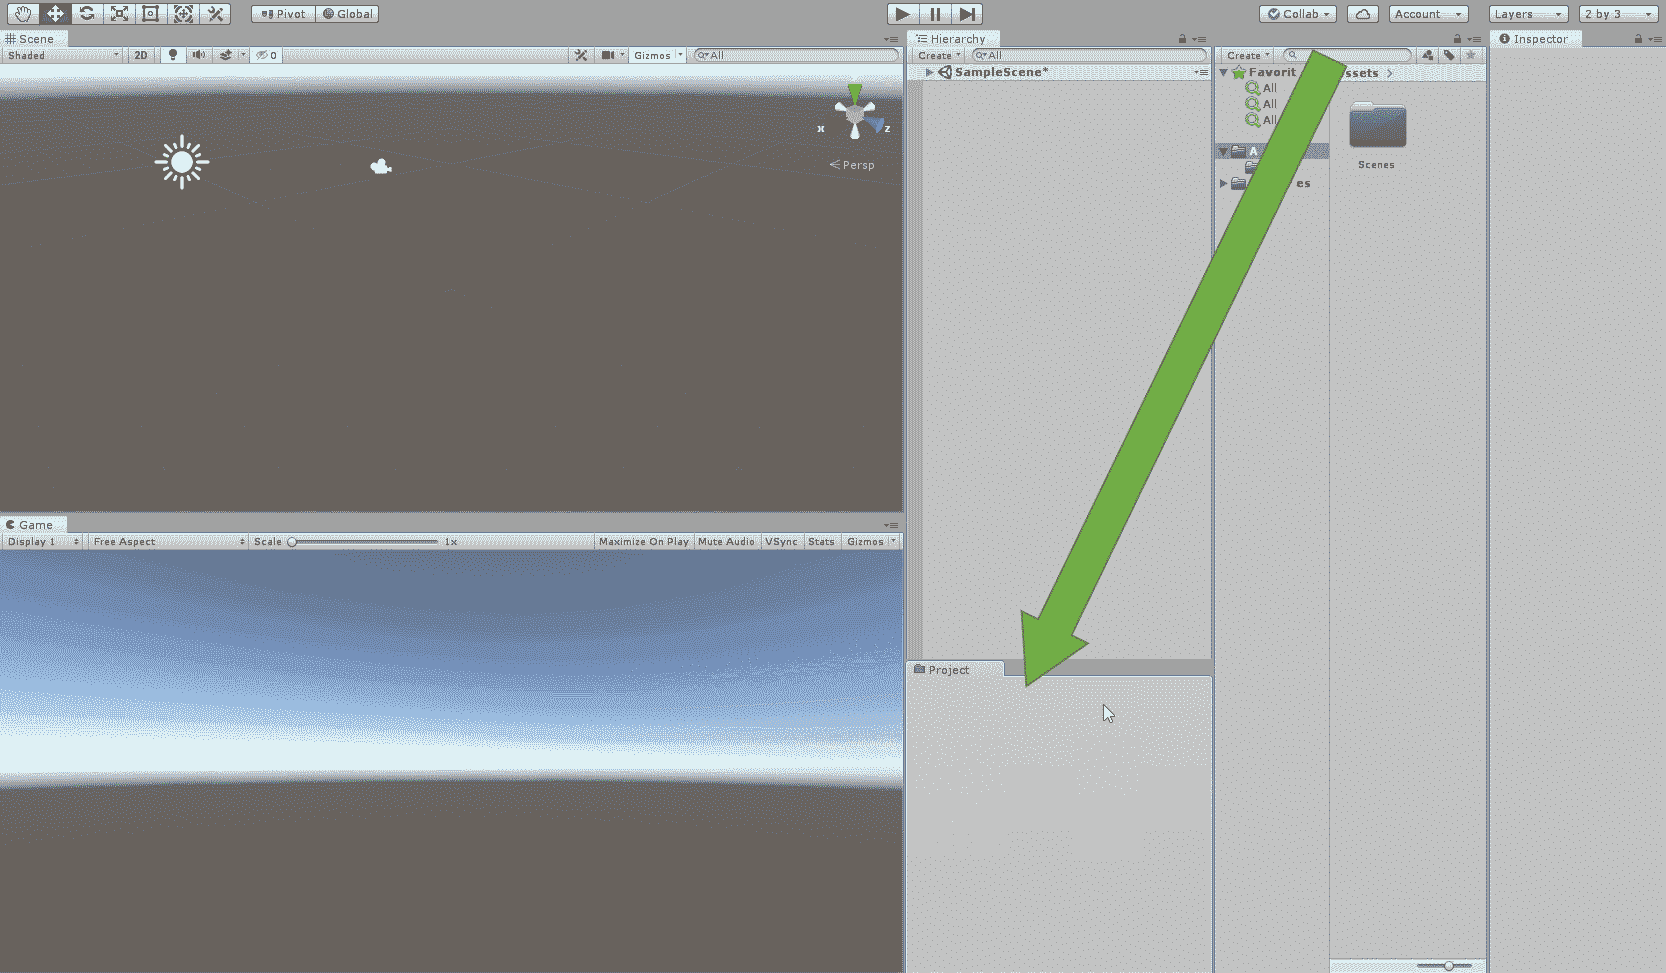 Pivot Global Collab Account Layers 2 by 3
Scene Hierarchy Inspector
Shaded 2D 0 Gizmos All Create All Create
SampleScene* Favorit ssets
All
All
All
A
es
Scenes
X Z
Persp
Game
Display 1 Free Aspect Scale 1x Maximize On Play Mute Audio VSync Stats Gizmos
Project